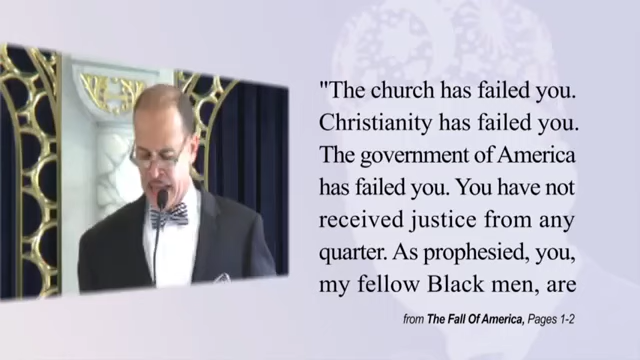 "The church has failed you.
Christianity has failed you.
The government of America
has failed you. You have not
received justice from any
quarter. As prophesied, you,
my fellow Black men, are
from The Fall Of America, Pages 1-2